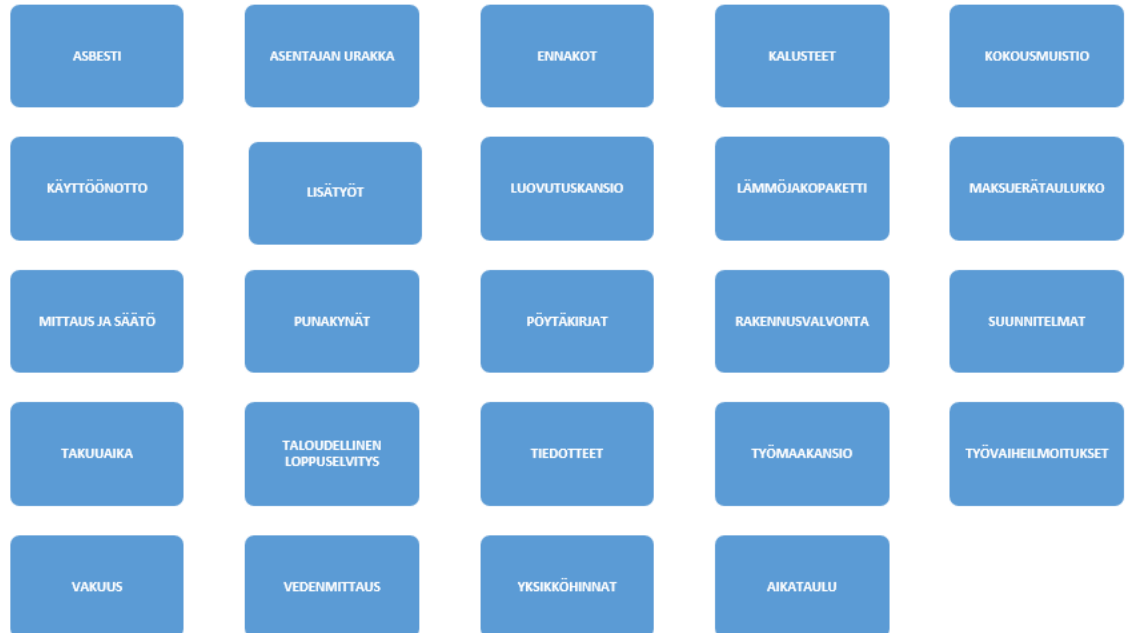 ASBESTI
ASENTAJAN URAKKA
ENNAKOT
KALUSTEET
KOKOUSMUISTIO
KÄYTTÖÖNOTTO
LISÄTYÖT
LUOVUTUSKANSIO
LÄMMÖJAKOPAKETTI
MAKSUERÄTAULUKKO
MITTAUS JA SÄÄTÖ
PUNAKYNÄT
PÖYTÄKIRJAT
RAKENNUSVALVONTA
SUUNNITELMAT
TAKUUAIKA
TALOUDELLINEN
LOPPUSELVITYS
TIEDOTTEET
TYÖMAAKANSIO
TYÖVAIHEILMOITUKSET
VAKUUS
VEDENMITTAUS
YKSIKKÖHINNAT
AIKATAULU